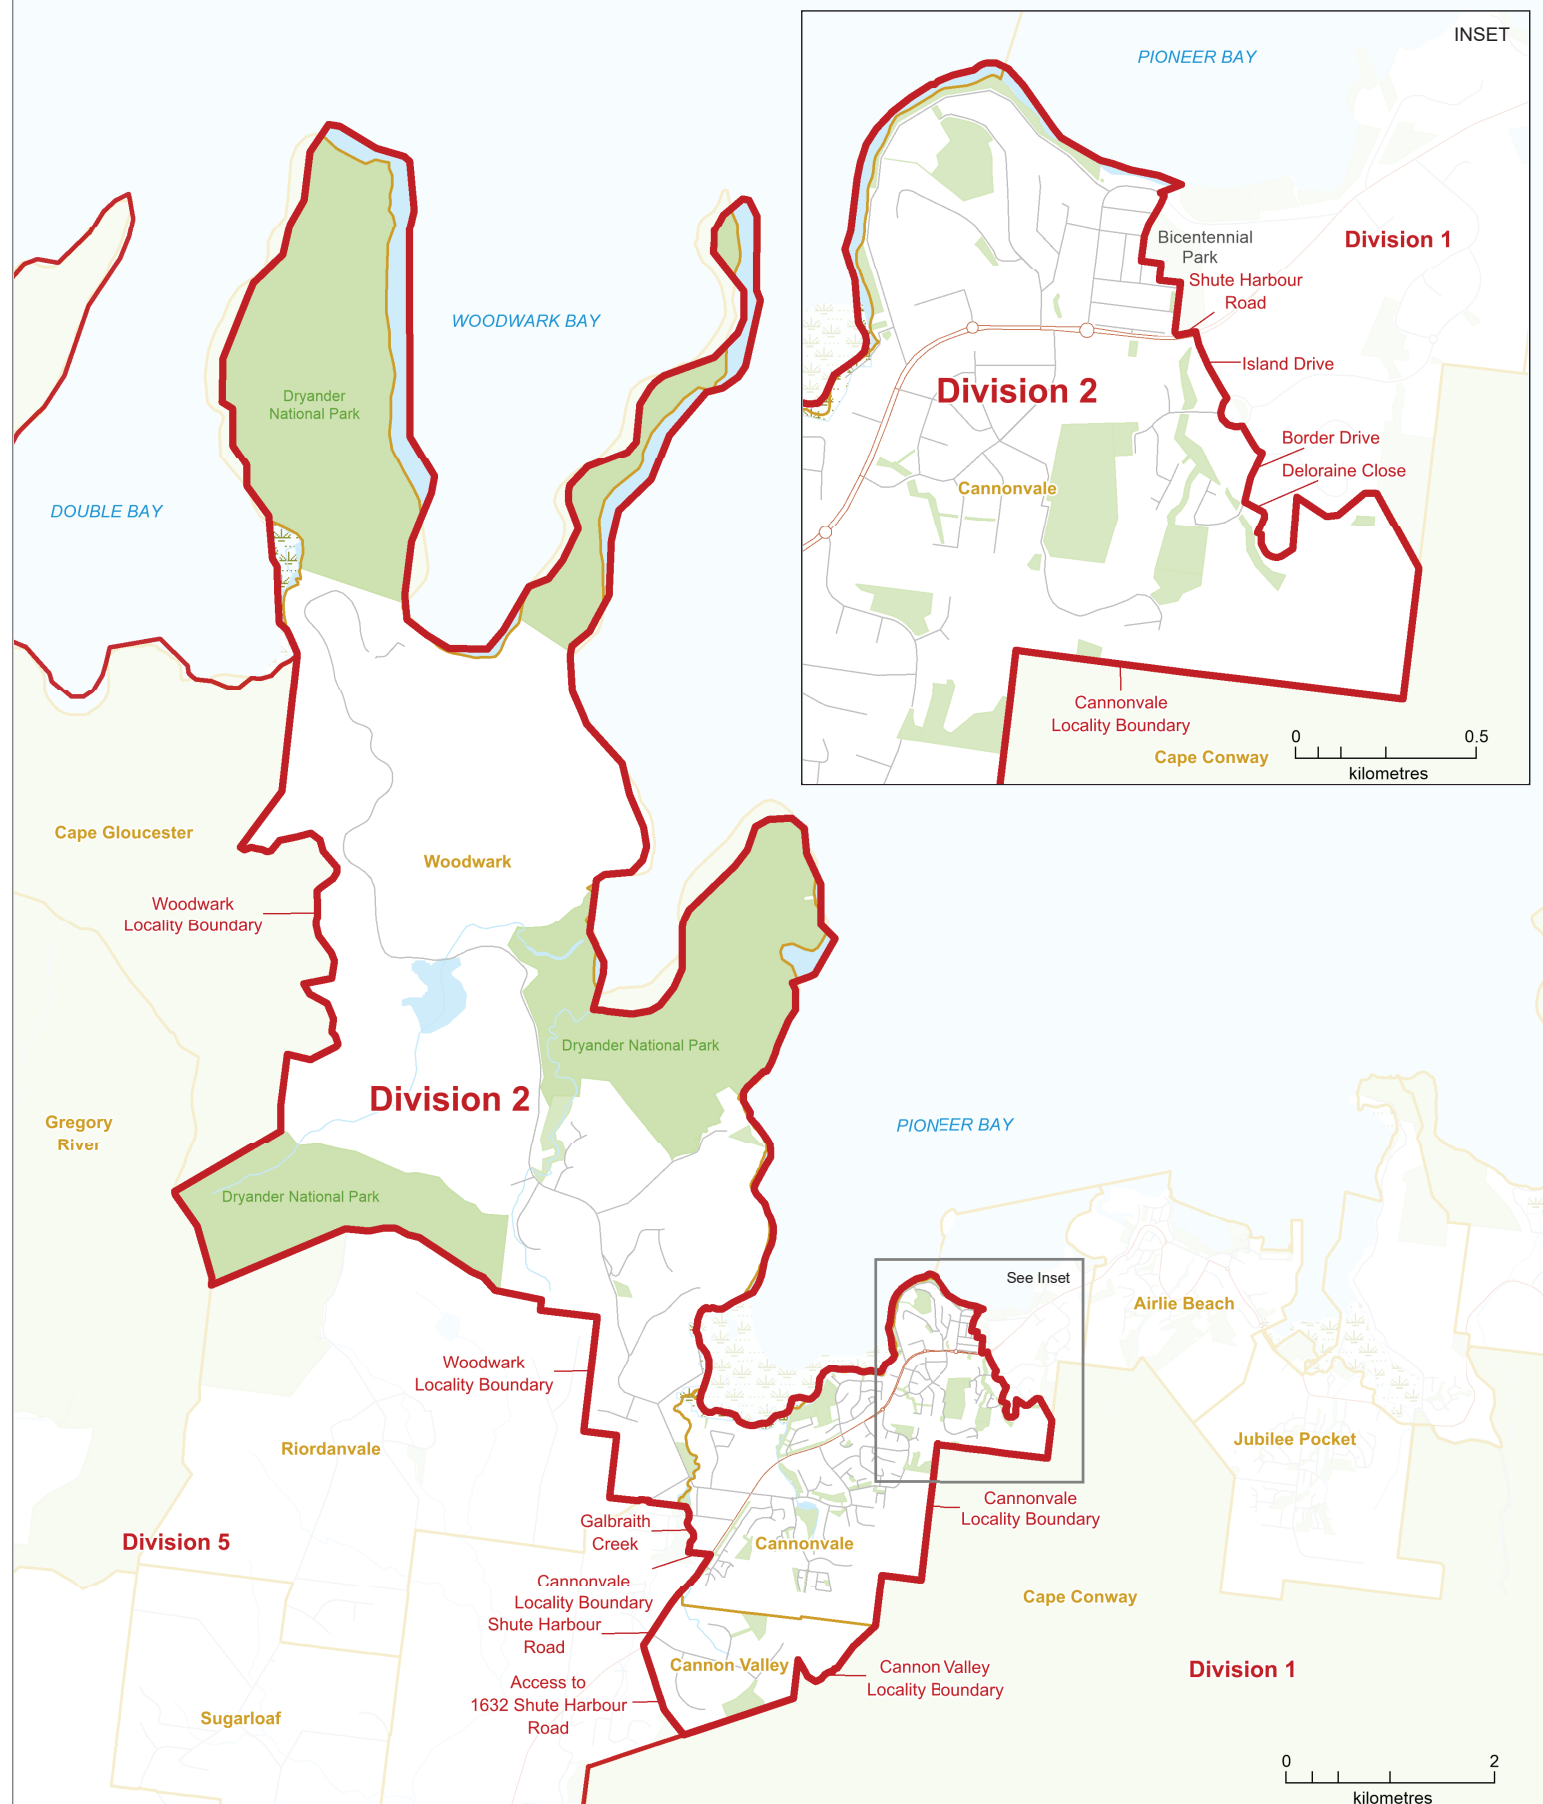 INSET
PIONEER BAY
Division 1
Bicentennial
Park
Shute Harbour
Road
Island Drive
Division 2
Border Drive
Deloraine Close
Cannonvale
Cannonvale
Locality Boundary
Cape Conway
0 0.5
kilometres
WOODWARK BAY
Dryander
National Park
DOUBLE BAY
Cape Gloucester
Woodwark
Woodwark
Locality Boundary
Dryander National Park
Division 2
Gregory
River
PIONEER BAY
Dryander National Park
See Inset
Airlie Beach
Woodwark
Locality Boundary
Riordanvale
Jubilee Pocket
Cannonvale
Locality Boundary
Galbraith
Creek
Division 5
Cannonvale
Cannonvale
Locality Boundary
Shute Harbour
Road
Cape Conway
Cannon Valley
Cannon Valley
Locality Boundary
Division 1
Access to
1632 Shute Harbour
Road
Sugarloaf
0 2
kilometres